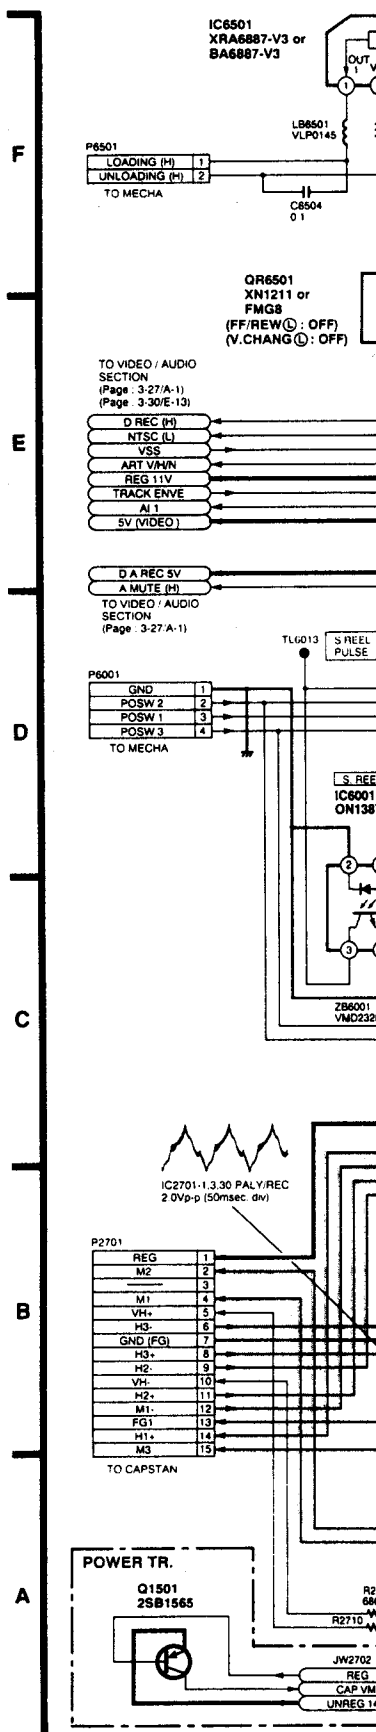 IC6501
XRA6887-V3 or
BA6887-V3
OUT
1
1
LB6501
VLP0145
F
P6501
LOADING (H) 1
UNLOADING (H) 2
TO MECHA
C6504
0 1
QR6501
XN1211 or
FMG8
(FF/REW Ⓛ : OFF)
(V.CHANG Ⓛ : OFF)
TO VIDEO / AUDIO
SECTION
(Page : 3-27/A-1)
(Page : 3-30/E-13)
E
D REC (H)
NTSC (L)
VSS
ART V/H/N
REG 11V
TRACK ENVE
AI 1
5V (VIDEO )
D A REC 5V
A MUTE (H)
TO VIDEO / AUDIO
SECTION
(Page : 3-27/A-1)
TL6013
S REEL
PULSE
P6001
GND 1
POSW 2 2
POSW 1 3
POSW 3 4
TO MECHA
D
IC6001
2
3
C
ZB6001
IC2701-1,3,30 PALY/REC
2.0Vp-p (50msec. div)
P2701
REG 1
M2 2
3
M1 4
VH+ 5
H3- 6
GND (FG) 7
H3+ 8
H2- 9
VH- 10
H2+ 11
M1- 12
FG1 13
H1+ 14
M3 15
TO CAPSTAN
B
POWER TR.
A
Q1501
2SB1565
R2710
JW2702
REG
CAP VM
UNREG 14